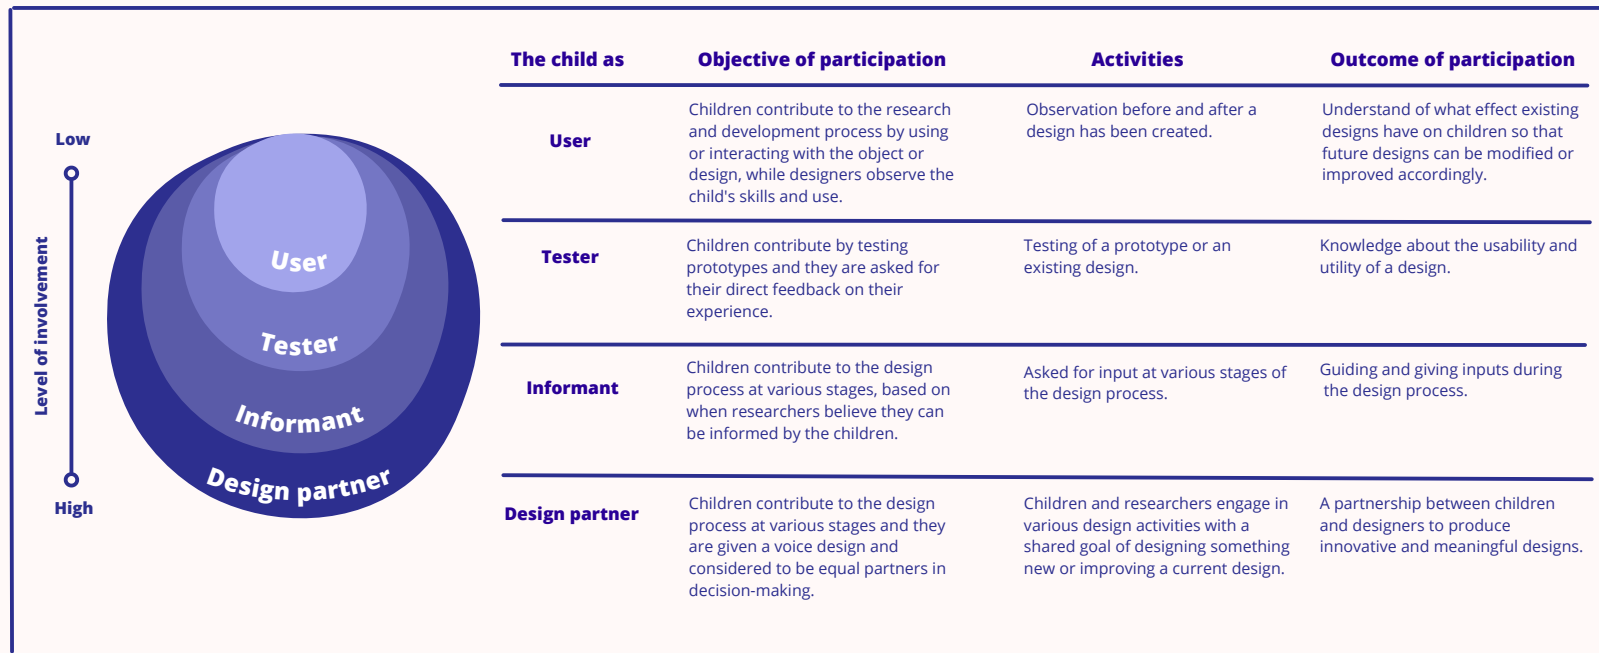 Low
Level of involvement
High
User
Tester
Informant
Design partner
The child as
Objective of participation
Activities
Outcome of participation
User
Children contribute to the research
and development process by using
or interacting with the object or
design, while designers observe the
child's skills and use.
Observation before and after a
design has been created.
Understand of what effect existing
designs have on children so that
future designs can be modified or
improved accordingly.
Tester
Children contribute by testing
prototypes and they are asked for
their direct feedback on their
experience.
Testing of a prototype or an
existing design.
Knowledge about the usability and
utility of a design.
Informant
Children contribute to the design
process at various stages, based on
when researchers believe they can
be informed by the children.
Asked for input at various stages of
the design process.
Guiding and giving inputs during
the design process.
Design partner
Children contribute to the design
process at various stages and they
are given a voice design and
considered to be equal partners in
decision-making.
Children and researchers engage in
various design activities with a
shared goal of designing something
new or improving a current design.
A partnership between children
and designers to produce
innovative and meaningful designs.